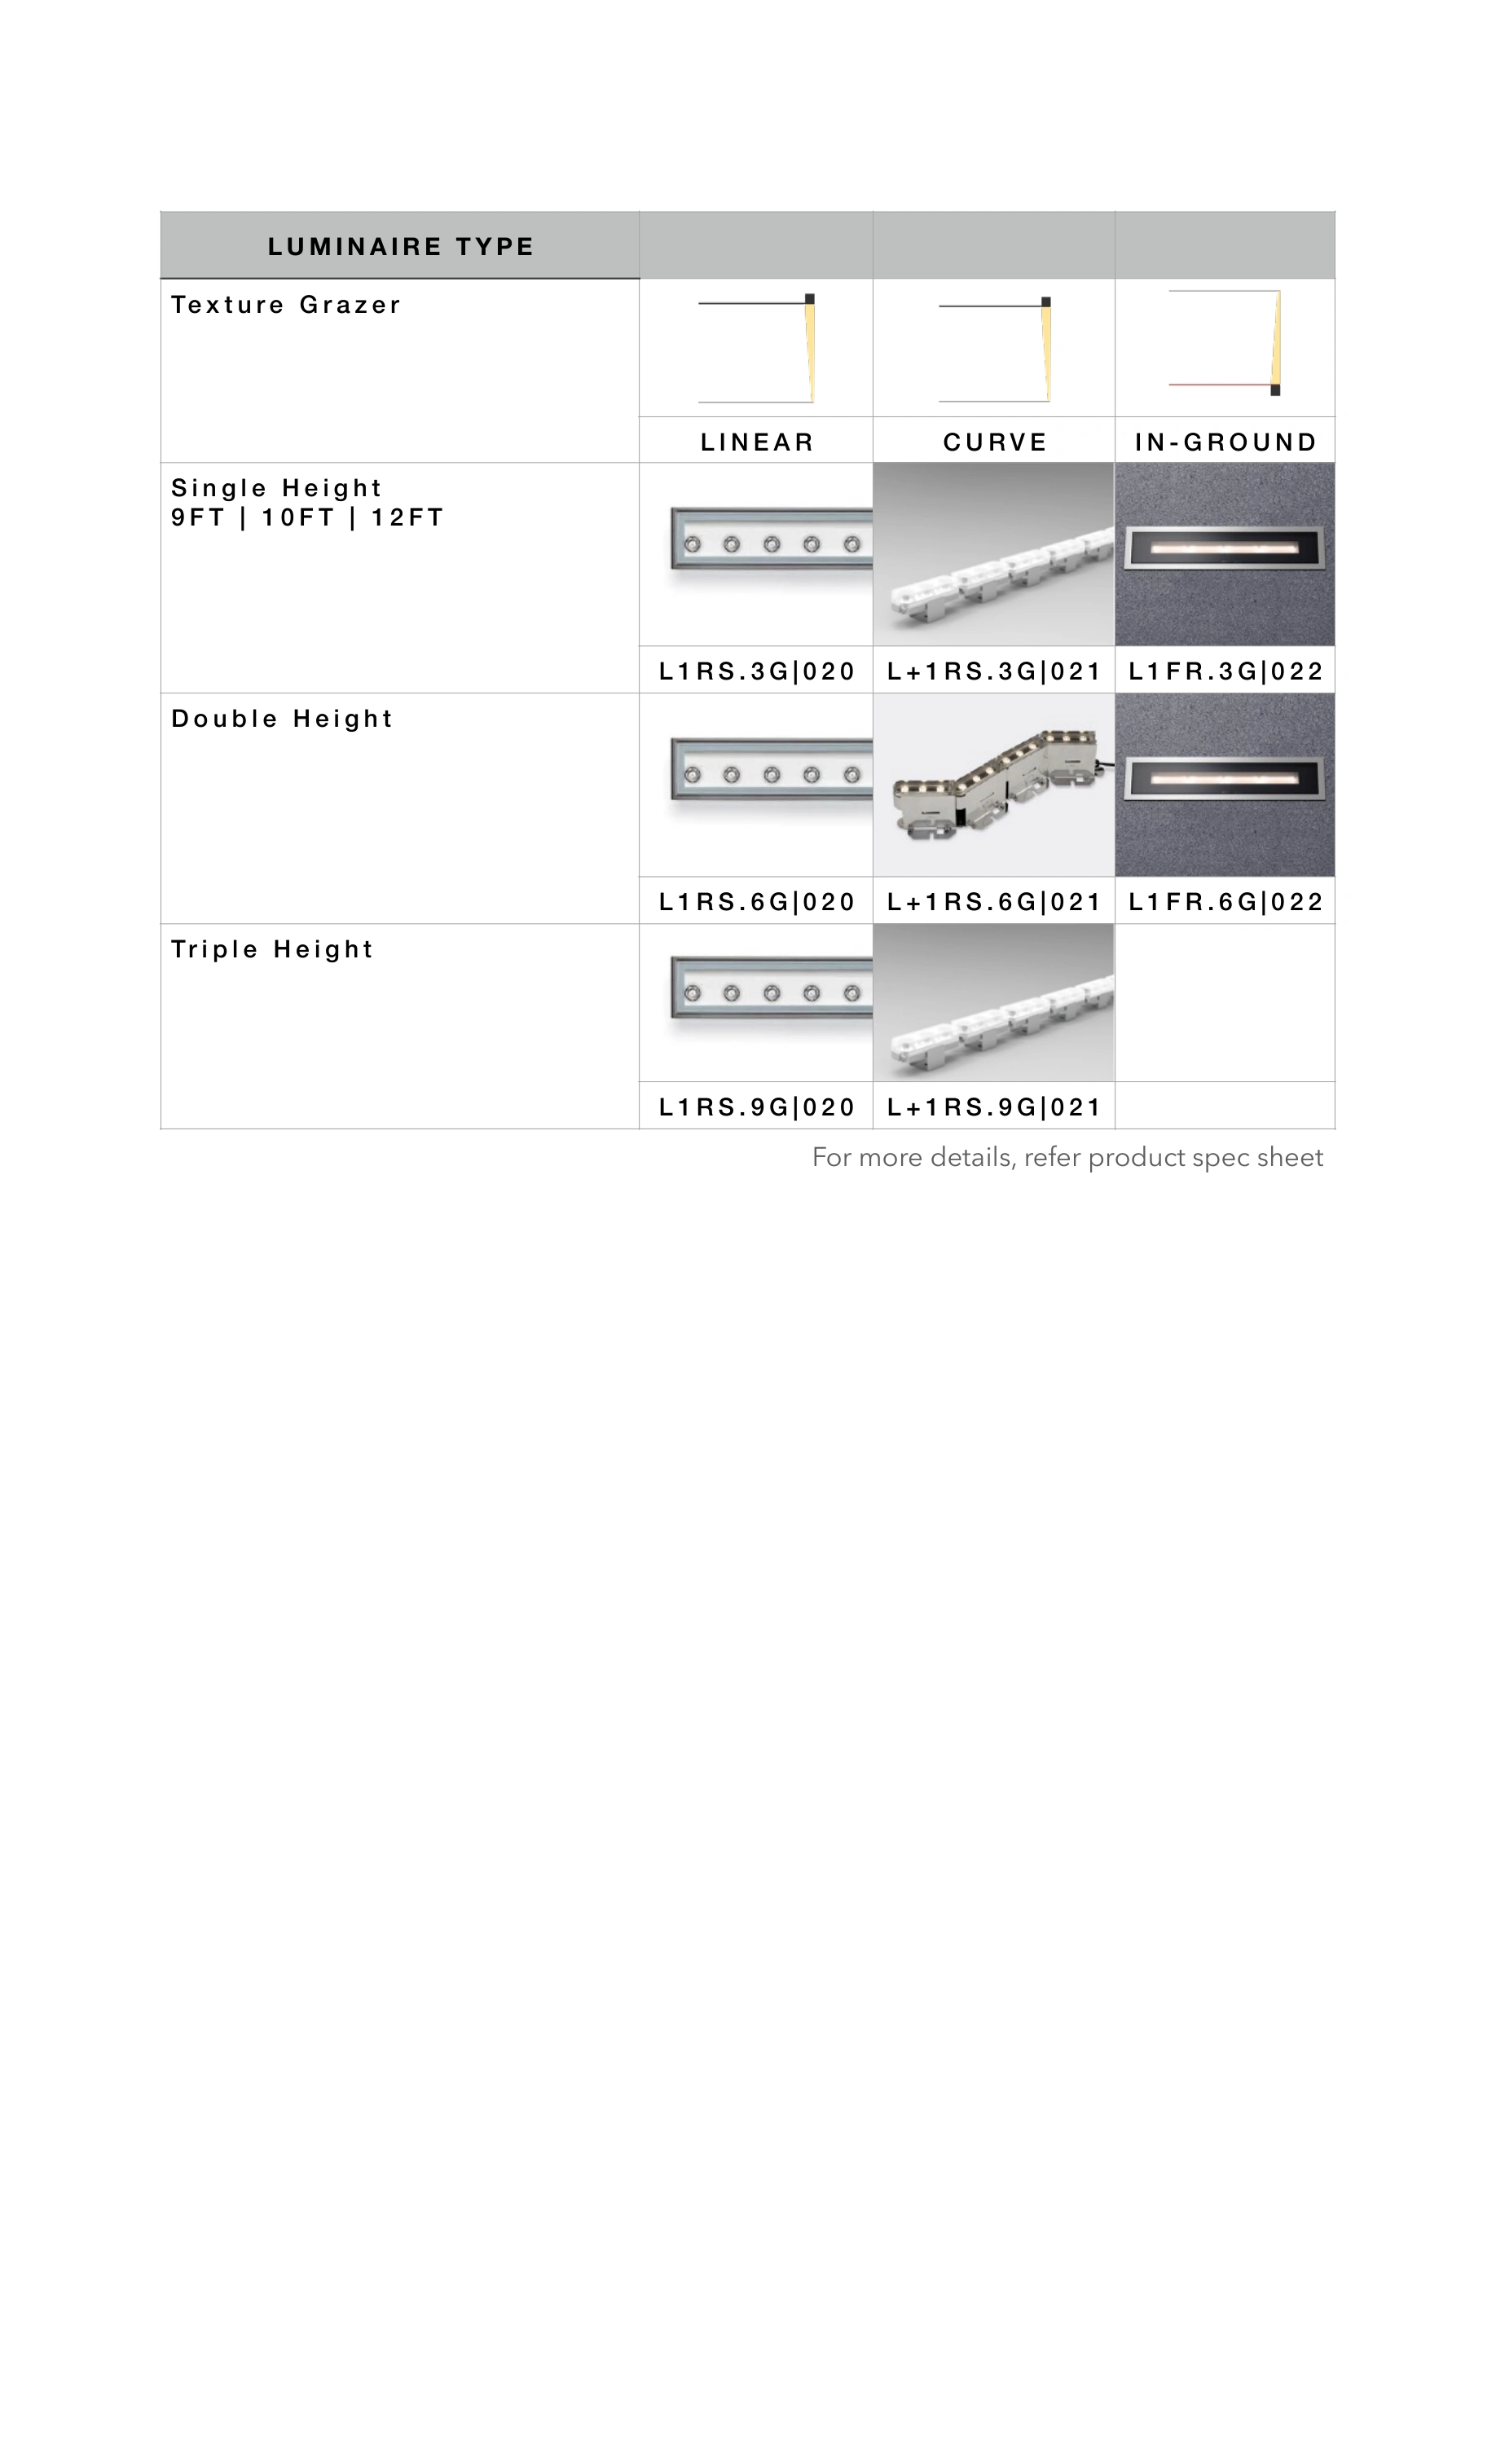 LUMINAIRE TYPE
Texture Grazer
LINEAR CURVE IN-GROUND
Single Height
9FT | 10FT | 12FT
L1RS.3G|020 L+1RS.3G|021 L1FR.3G|022
Double Height
L1RS.6G|020 L+1RS.6G|021 L1FR.6G|022
Triple Height
L1RS.9G|020 L+1RS.9G|021
For more details, refer product spec sheet